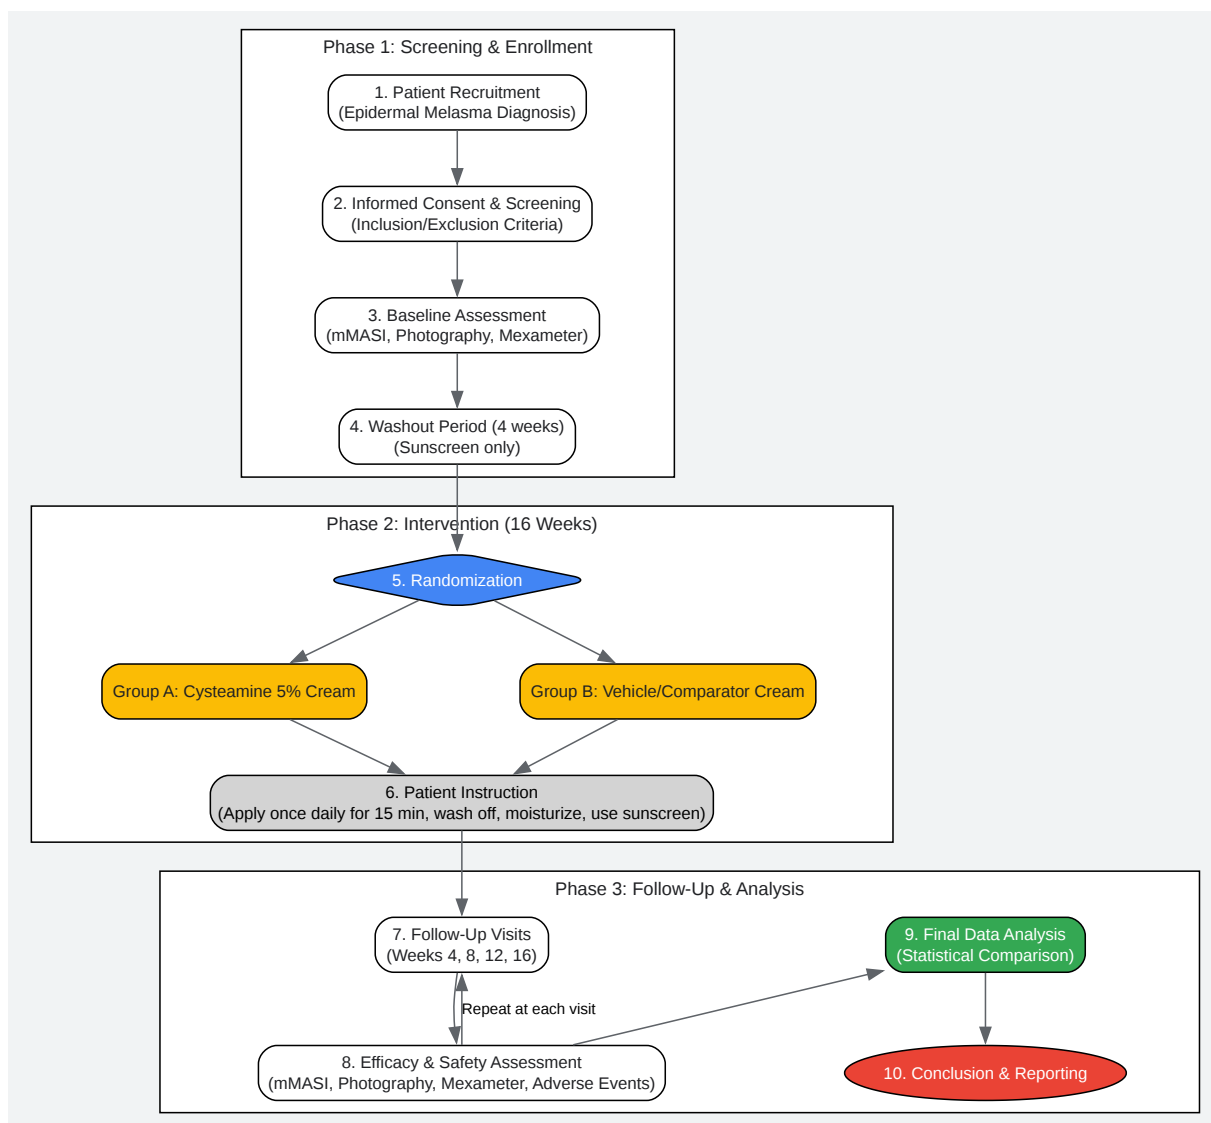 Phase 1: Screening & Enrollment
1. Patient Recruitment
(Epidermal Melasma Diagnosis)
2. Informed Consent & Screening
(Inclusion/Exclusion Criteria)
3. Baseline Assessment
(mMASI, Photography, Mexameter)
4. Washout Period (4 weeks)
(Sunscreen only)
Phase 2: Intervention (16 Weeks)
5. Randomization
Group A: Cysteamine 5% Cream
Group B: Vehicle/Comparator Cream
6. Patient Instruction
(Apply once daily for 15 min, wash off, moisturize, use sunscreen)
Phase 3: Follow-Up & Analysis
7. Follow-Up Visits
(Weeks 4, 8, 12, 16)
Repeat at each visit
8. Efficacy & Safety Assessment
(mMASI, Photography, Mexameter, Adverse Events)
9. Final Data Analysis
(Statistical Comparison)
10. Conclusion & Reporting